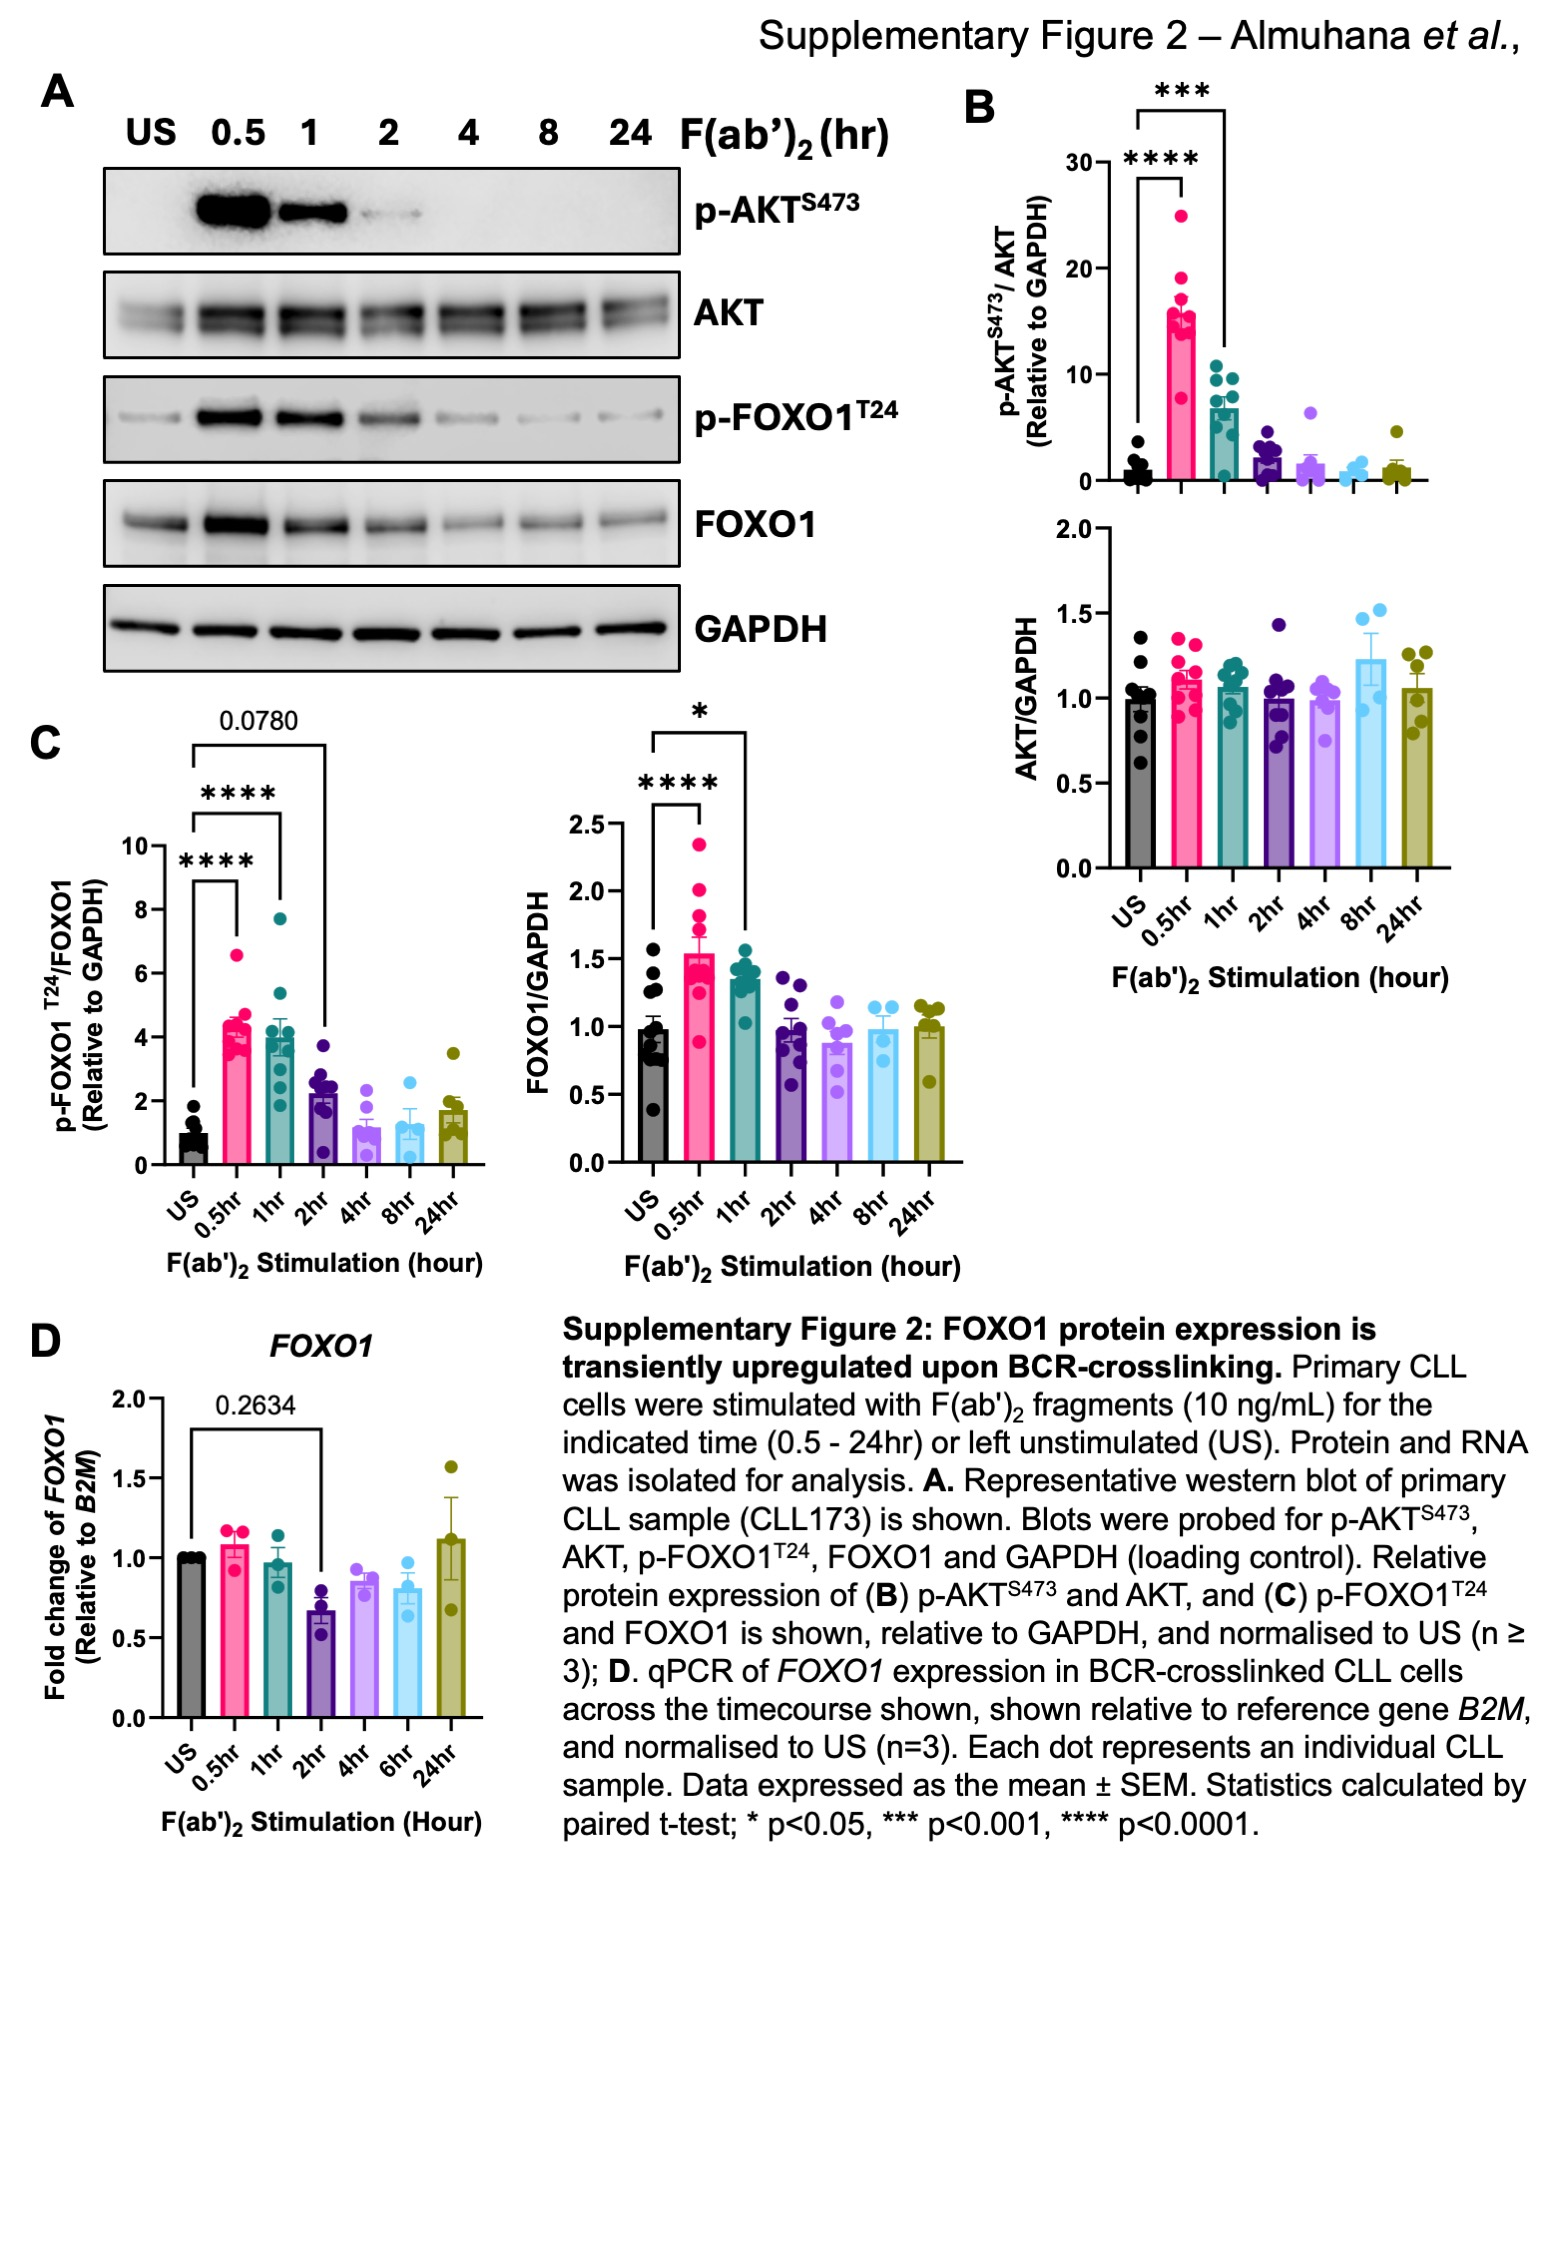 Supplementary Figure 2 – Almuhana et al.,
A
US 0.5 1 2 4 8 24 F(ab’)2 (hr)
p-AKTS473
AKT
p-FOXO1T24
FOXO1
GAPDH
B
***
****
30
20
10
0
p-AKTS473/ AKT
(Relative to GAPDH)
2.0
1.5
1.0
0.5
0.0
AKT/GAPDH
US 0.5hr 1hr 2hr 4hr 8hr 24hr
F(ab')2 Stimulation (hour)
C
0.0780
****
****
10
8
6
4
2
0
p-FOXO1 T24/FOXO1
(Relative to GAPDH)
US 0.5hr 1hr 2hr 4hr 8hr 24hr
F(ab')2 Stimulation (hour)
*
****
2.5
2.0
1.5
1.0
0.5
0.0
FOXO1/GAPDH
US 0.5hr 1hr 2hr 4hr 8hr 24hr
F(ab')2 Stimulation (hour)
D
FOXO1
0.2634
2.0
1.5
1.0
0.5
0.0
Fold change of FOXO1
(Relative to B2M)
US 0.5hr 1hr 2hr 4hr 6hr 24hr
F(ab')2 Stimulation (Hour)
Supplementary Figure 2: FOXO1 protein expression is
transiently upregulated upon BCR-crosslinking. Primary CLL
cells were stimulated with F(ab')2 fragments (10 ng/mL) for the
indicated time (0.5 - 24hr) or left unstimulated (US). Protein and RNA
was isolated for analysis. A. Representative western blot of primary
CLL sample (CLL173) is shown. Blots were probed for p-AKTS473,
AKT, p-FOXO1T24, FOXO1 and GAPDH (loading control). Relative
protein expression of (B) p-AKTS473 and AKT, and (C) p-FOXO1T24
and FOXO1 is shown, relative to GAPDH, and normalised to US (n ≥
3); D. qPCR of FOXO1 expression in BCR-crosslinked CLL cells
across the timecourse shown, shown relative to reference gene B2M,
and normalised to US (n=3). Each dot represents an individual CLL
sample. Data expressed as the mean ± SEM. Statistics calculated by
paired t-test; * p<0.05, *** p<0.001, **** p<0.0001.